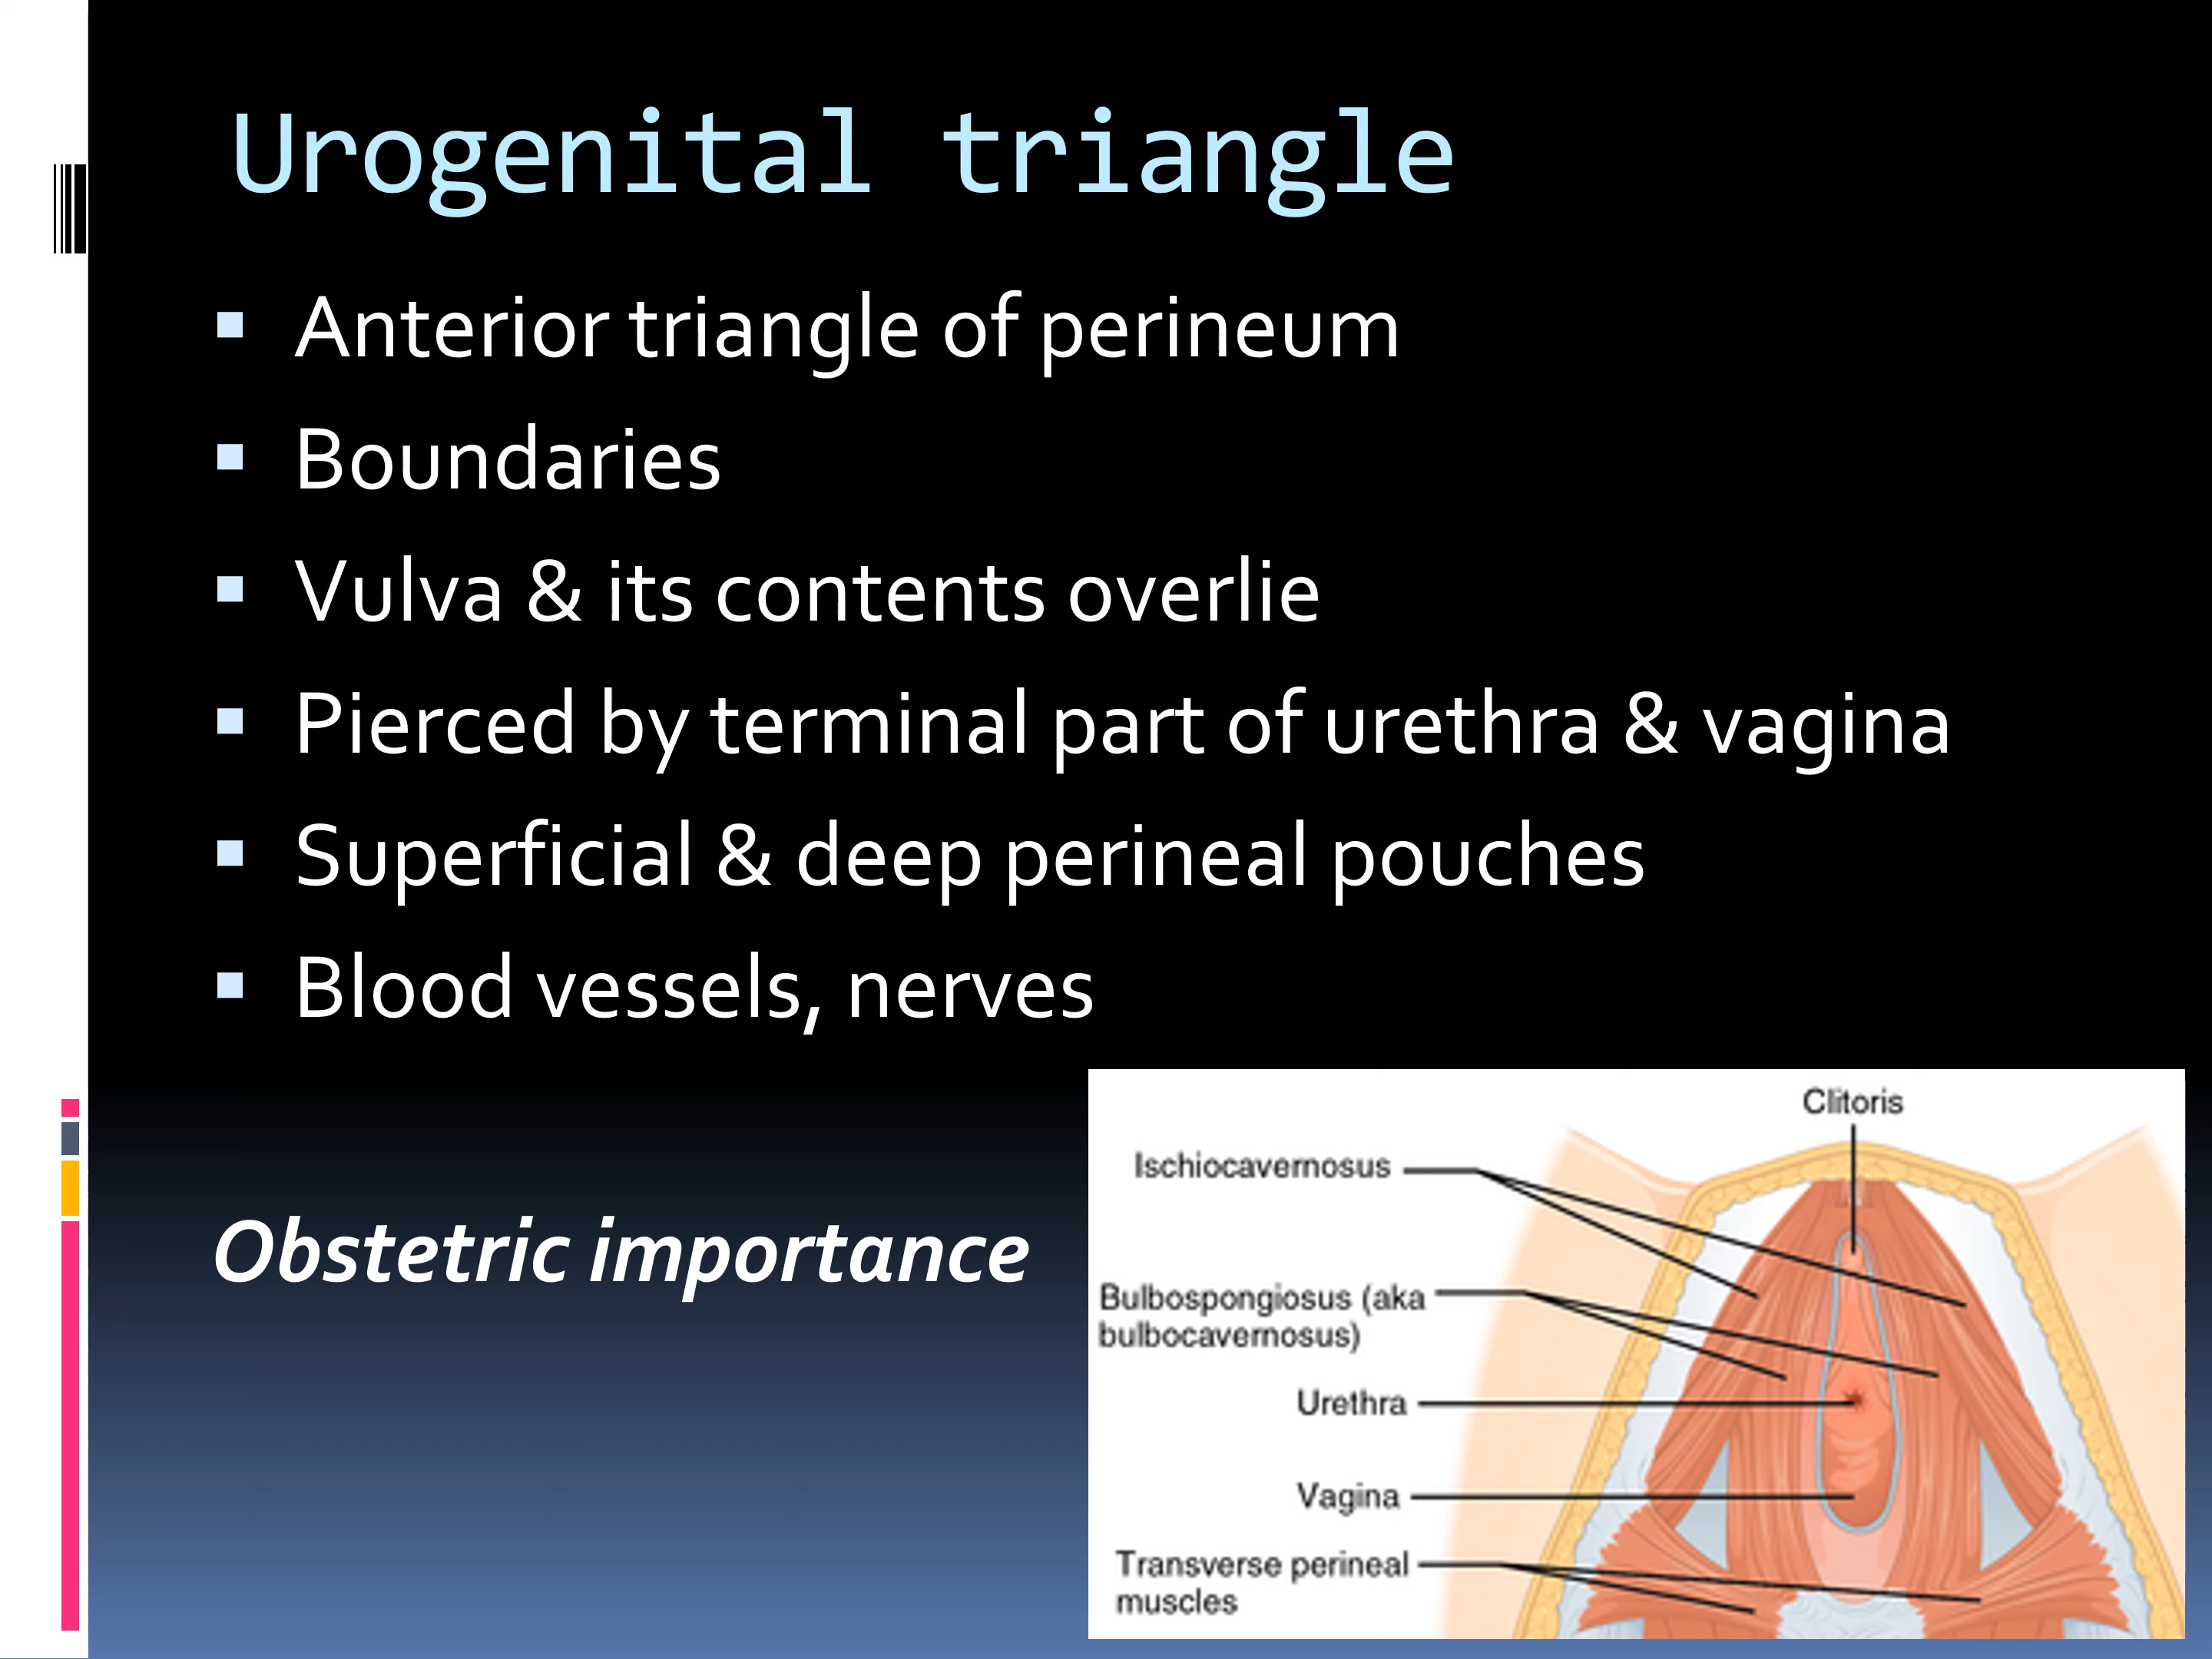 Urogenital triangle
Anterior triangle of perineum
Boundaries
Vulva & its contents overlie
Pierced by terminal part of urethra & vagina
Superficial & deep perineal pouches
Blood vessels, nerves
Obstetric importance
Clitoris
Ischiocavernosus
Bulbospongiosus (aka
bulbocavernosus)
Urethra
Vagina
Transverse perineal
muscles